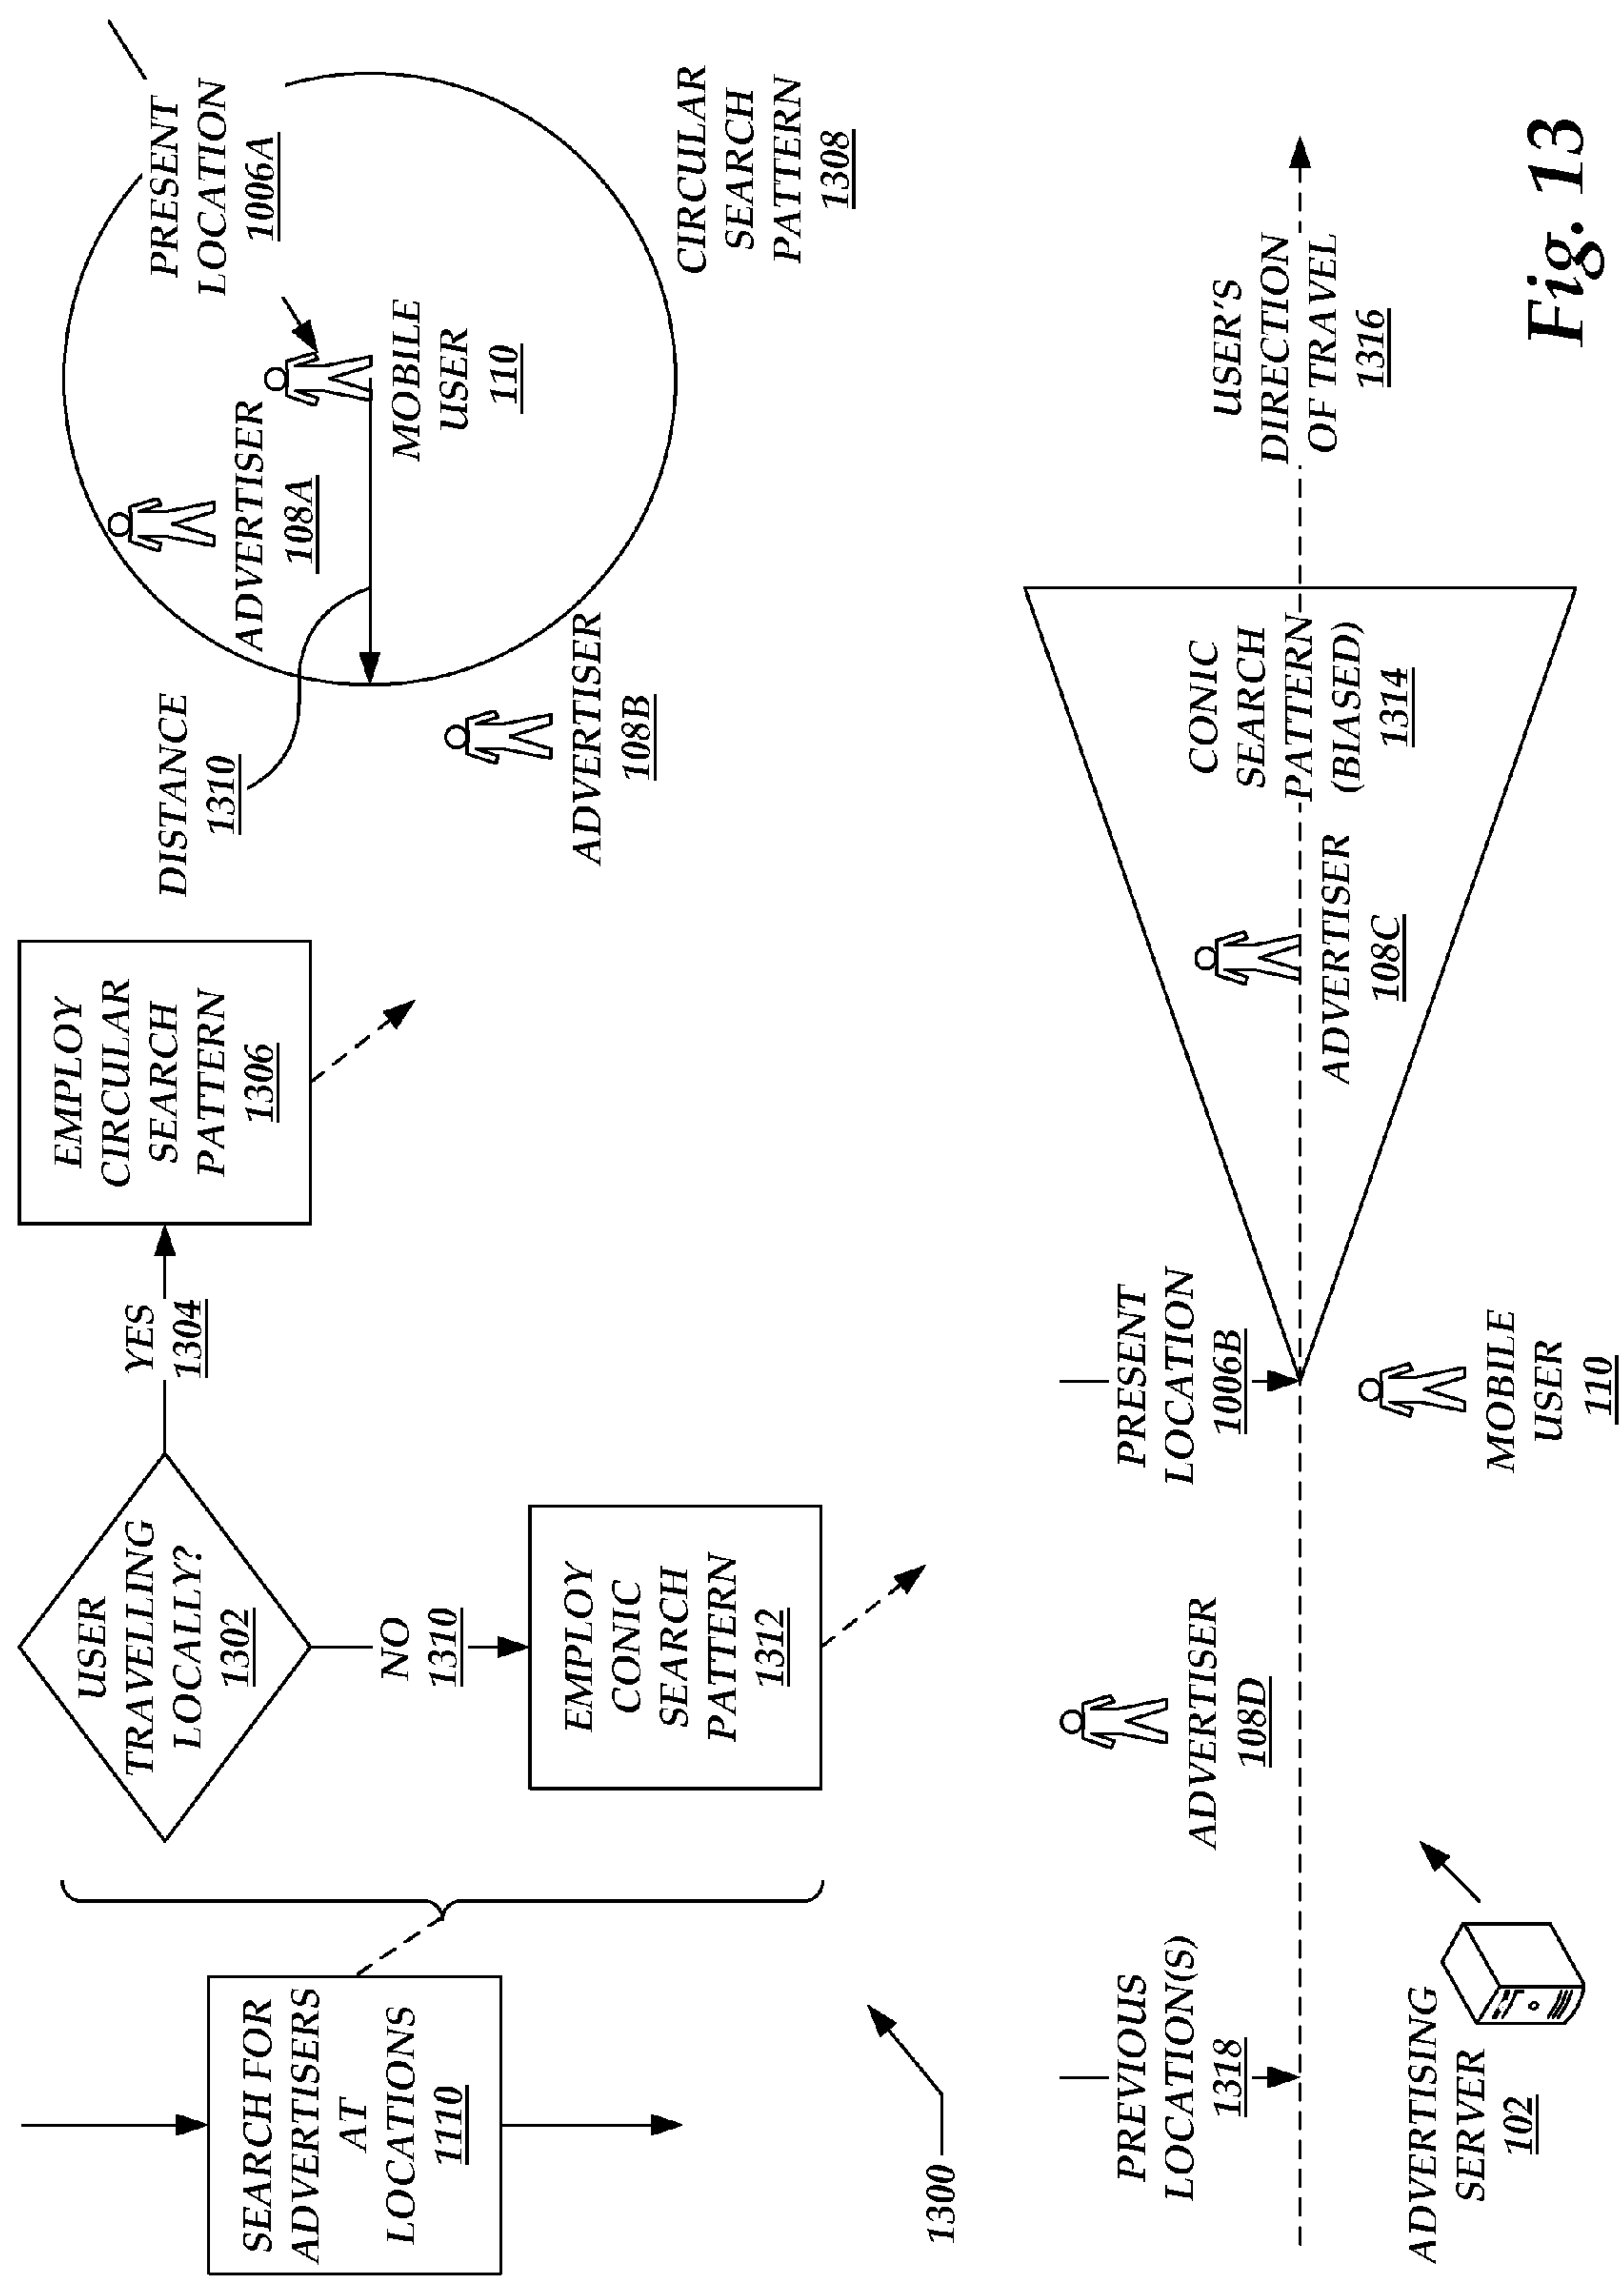 SEARCH FOR
ADVERTISERS
AT
LOCATIONS
1110
USER
TRAVELLING
LOCALLY?
1302
YES
1304
EMPLOY
CIRCULAR
SEARCH
PATTERN
1306
NO
1310
EMPLOY
CONIC
SEARCH
PATTERN
1312
DISTANCE
1310
ADVERTISER
108A
PRESENT
LOCATION
1006A
MOBILE
USER
110
ADVERTISER
108B
CIRCULAR
SEARCH
PATTERN
1308
1300
PREVIOUS
LOCATION(S)
1318
ADVERTISER
108D
PRESENT
LOCATION
1006B
ADVERTISER
108C
CONIC
SEARCH
PATTERN
(BIASED)
1314
USER'S
DIRECTION
OF TRAVEL
1316
ADVERTISING
SERVER
102
MOBILE
USER
110
Fig. 13